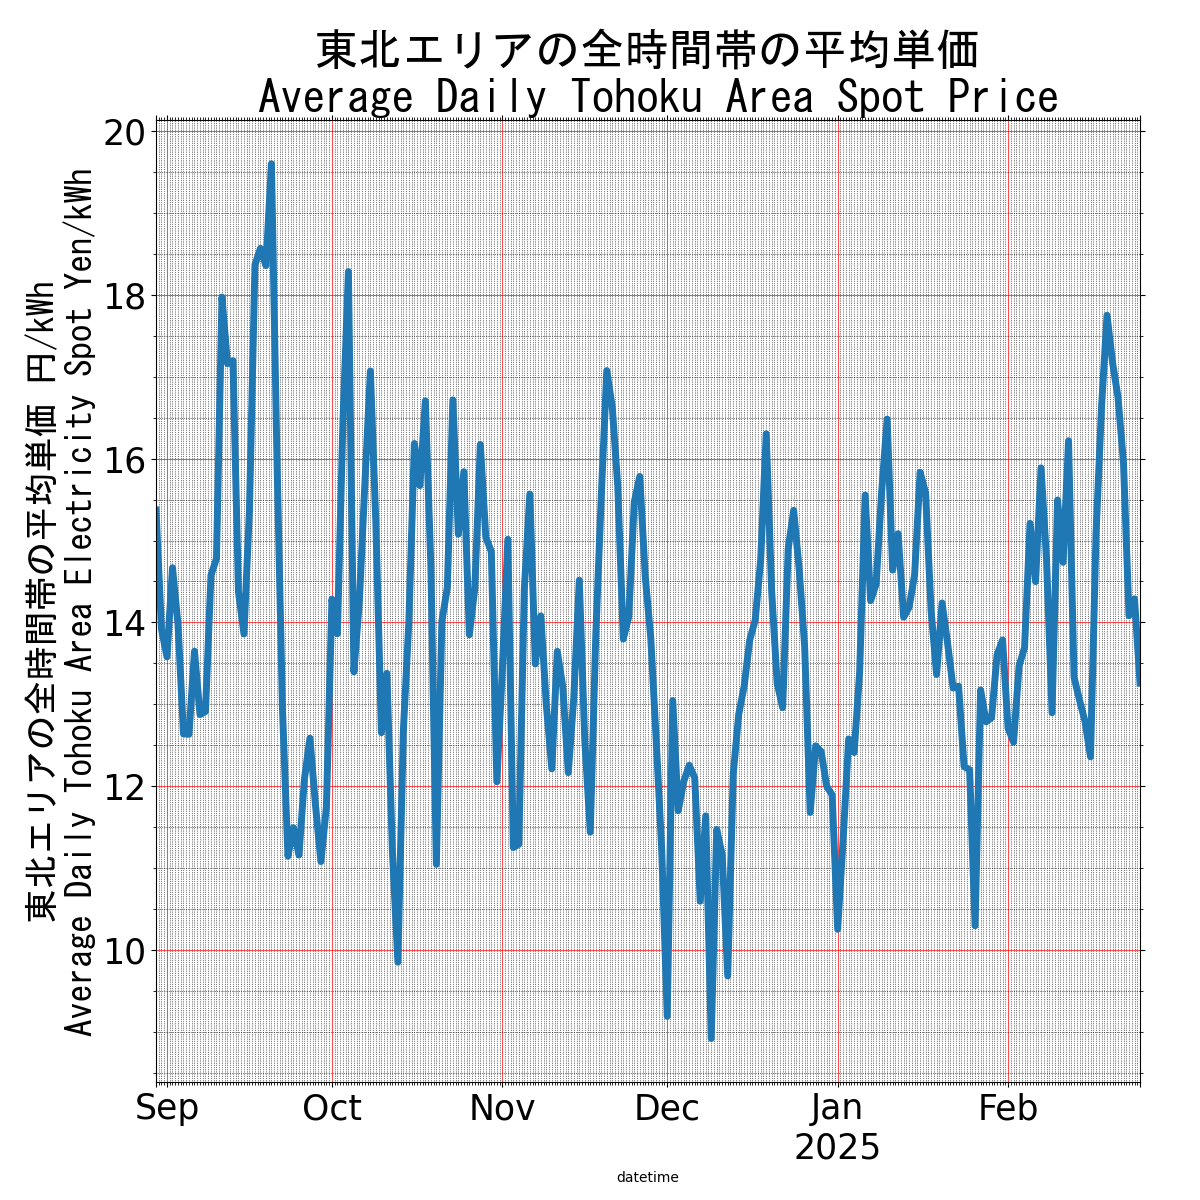 東北エリアの全時間帯の平均単価
Average Daily Tohoku Area Spot Price
東北エリアの全時間帯の平均単価 円/kWh
Average Daily Tohoku Area Electricity Spot Yen/kWh
20
18
16
14
12
10
Sep Oct Nov Dec Jan Feb
2025
datetime